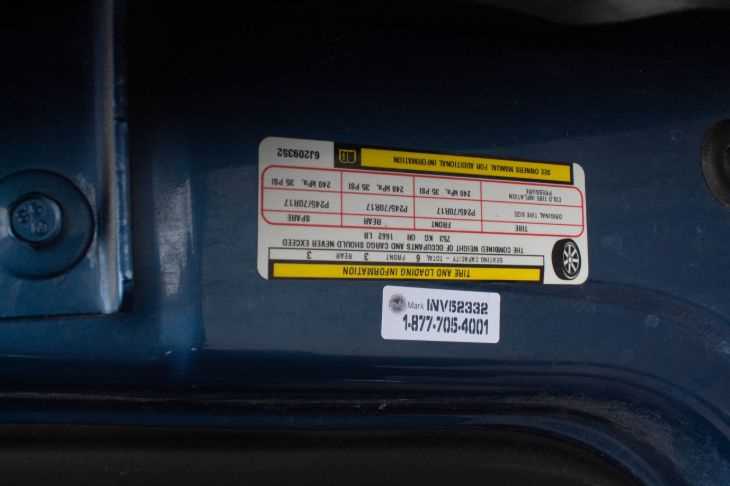 TIRE AND LOADING INFORMATION
SEATING CAPACITY - TOTAL 6 FRONT 3 REAR 3
THE COMBINED WEIGHT OF OCCUPANTS AND CARGO SHOULD NEVER EXCEED
753 KG OR 1662 LB
TIRE FRONT REAR SPARE
ORIGINAL TIRE SIZE P245/70R17 P245/70R17 P245/70R17
COLD TIRE INFLATION PRESSURE 240 kPa, 35 PSI 240 kPa, 35 PSI 240 kPa, 35 PSI
SEE OWNERS MANUAL FOR ADDITIONAL INFORMATION
6J209352
Mark INV52332
1-877-705-4001